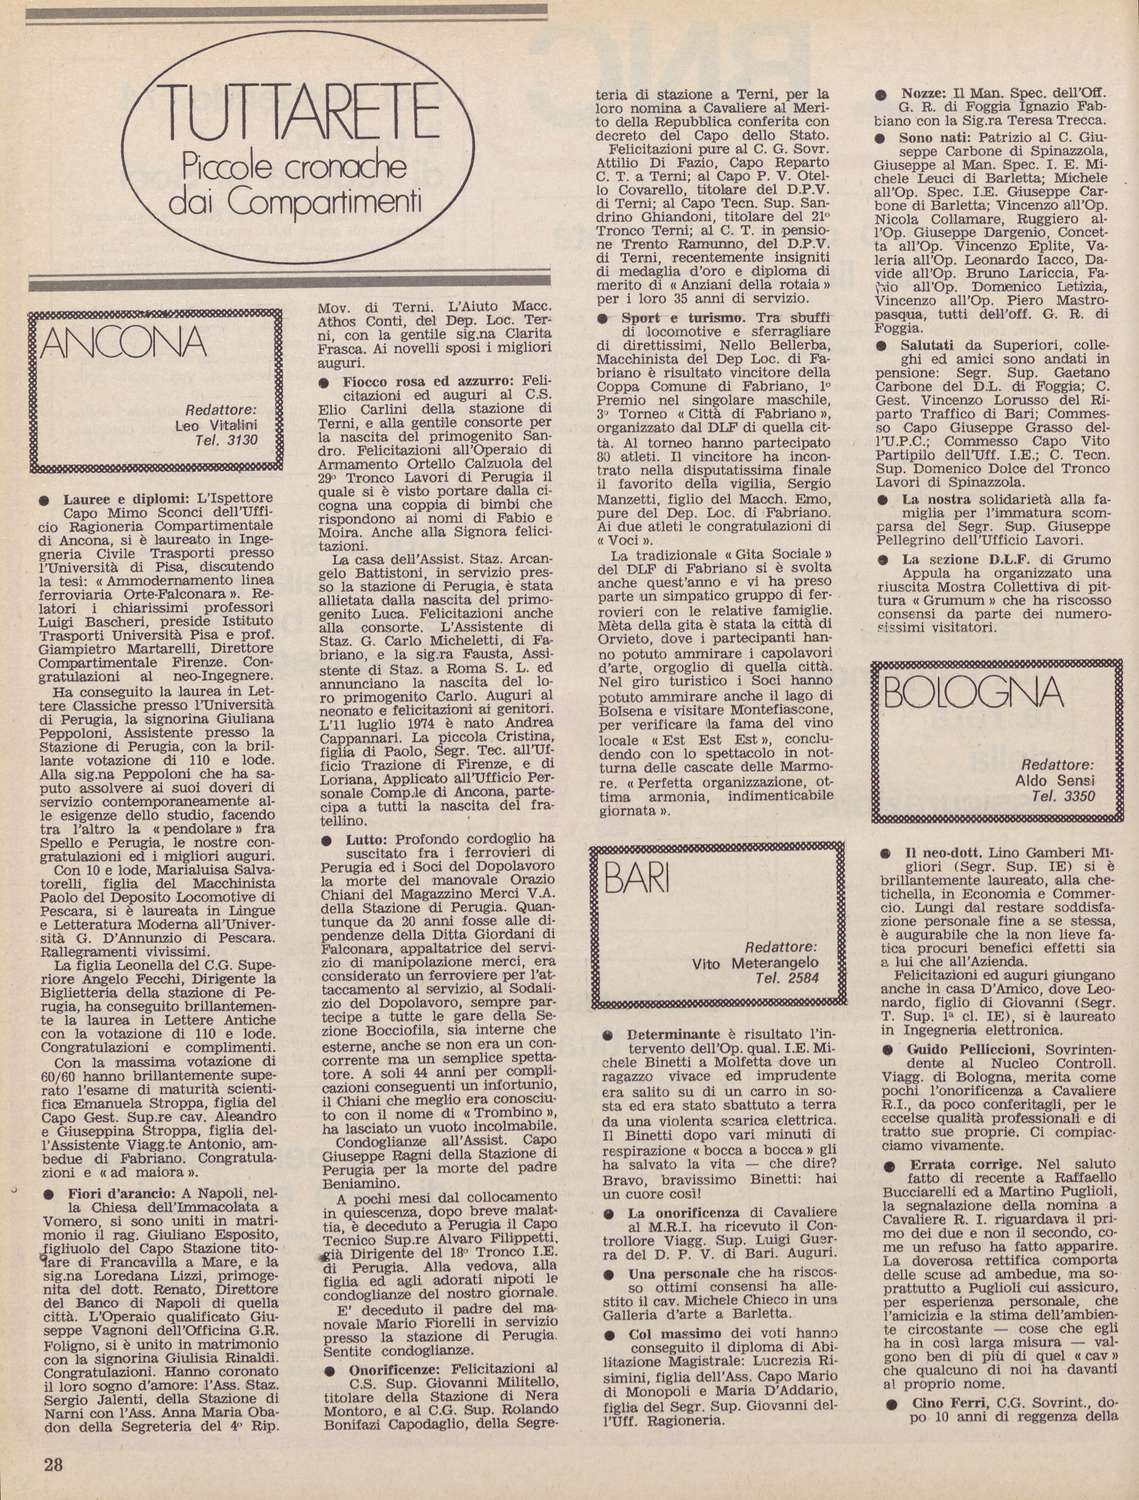 TUTTARETE
Piccole cronache
dai Compartimenti
ANCONA
Redattore:
Leo Vitalini
Tel. 3130
● Lauree e diplomi: L'Ispettore
Capo Mimo Sconci dell'Uffi-
cio Ragioneria Compartimentale
di Ancona, si è laureato in Inge-
gneria Civile Trasporti presso
l'Università di Pisa, discutendo
la tesi: « Ammodernamento linea
ferroviaria Orte-Falconara ». Re-
latori i chiarissimi professori
Luigi Bascheri, preside Istituto
Trasporti Università Pisa e prof.
Giampietro Martarelli, Direttore
Compartimentale Firenze. Con-
gratulazioni al neo-Ingegnere.
Ha conseguito la laurea in Let-
tere Classiche presso l'Università
di Perugia, la signorina Giuliana
Peppoloni, Assistente presso la
Stazione di Perugia, con la bril-
lante votazione di 110 e lode.
Alla sig.na Peppoloni che ha sa-
puto assolvere ai suoi doveri di
servizio contemporaneamente al-
le esigenze dello studio, facendo
tra l'altro la « pendolare » fra
Spello e Perugia, le nostre con-
gratulazioni ed i migliori auguri.
Con 10 e lode, Marialuisa Salva-
torelli, figlia del Macchinista
Paolo del Deposito Locomotive di
Pescara, si è laureata in Lingue
e Letteratura Moderna all'Univer-
sità G. D'Annunzio di Pescara.
Rallegramenti vivissimi.
La figlia Leonella del C.G. Supe-
riore Angelo Fecchi, Dirigente la
Biglietteria della stazione di Pe-
rugia, ha conseguito brillantemen-
te la laurea in Lettere Antiche
con la votazione di 110 e lode.
Congratulazioni e complimenti.
Con la massima votazione di
60/60 hanno brillantemente supe-
rato l'esame di maturità scienti-
fica Emanuela Stroppa, figlia del
Capo Gest. Sup.re cav. Aleandro
e Giuseppina Stroppa, figlia del-
l'Assistente Viagg.te Antonio, am-
bedue di Fabriano. Congratula-
zioni e « ad maiora ».
● Fiori d'arancio: A Napoli, nel-
la Chiesa dell'Immacolata a
Vomero, si sono uniti in matri-
monio il rag. Giuliano Esposito,
figliuolo del Capo Stazione tito-
lare di Francavilla a Mare, e la
sig.na Loredana Lizzi, primoge-
nita del dott. Renato, Direttore
del Banco di Napoli di quella
città. L'Operaio qualificato Giu-
seppe Vagnoni dell'Officina G.R.
Foligno, si è unito in matrimonio
con la signorina Giulisia Rinaldi.
Congratulazioni. Hanno coronato
il loro sogno d'amore: l'Ass. Staz.
Sergio Jalenti, della Stazione di
Narni con l'Ass. Anna Maria Oba-
don della Segreteria del 4º Rip.
Mov. di Terni. L'Aiuto Macc.
Athos Conti, del Dep. Loc. Ter-
ni, con la gentile sig.na Clarita
Frasca. Ai novelli sposi i migliori
auguri.
● Fiocco rosa ed azzurro: Feli-
citazioni ed auguri al C.S.
Elio Carlini della stazione di
Terni, e alla gentile consorte per
la nascita del primogenito San-
dro. Felicitazioni all'Operaio di
Armamento Ortello Calzuola del
29º Tronco Lavori di Perugia il
quale si è visto portare dalla ci-
cogna una coppia di bimbi che
rispondono ai nomi di Fabio e
Moira. Anche alla Signora felici-
tazioni.
La casa dell'Assist. Staz. Arcan-
gelo Battistoni, in servizio pres-
so la stazione di Perugia, è stata
allietata dalla nascita del primo-
genito Luca. Felicitazioni anche
alla consorte. L'Assistente di
Staz. G. Carlo Micheletti, di Fa-
briano, e la sig.ra Fausta, Assi-
stente di Staz. a Roma S. L. ed
annunciano la nascita del lo-
ro primogenito Carlo. Auguri al
neonato e felicitazioni ai genitori.
L'11 luglio 1974 è nato Andrea
Cappannari. La piccola Cristina,
figlia di Paolo, Segr. Tec. all'Uf-
ficio Trazione di Firenze, e di
Loriana, Applicato all'Ufficio Per-
sonale Comp.le di Ancona, parte-
cipa a tutti la nascita del fra-
tellino.
● Lutto: Profondo cordoglio ha
suscitato fra i ferrovieri di
Perugia ed i Soci del Dopolavoro
la morte del manovale Orazio
Chiani del Magazzino Merci V.A.
della Stazione di Perugia. Quan-
tunque da 20 anni fosse alle di-
pendenze della Ditta Giordani di
Falconara, appaltatrice del servi-
zio di manipolazione merci, era
considerato un ferroviere per l'at-
taccamento al servizio, al Sodali-
zio del Dopolavoro, sempre par-
tecipe a tutte le gare della Se-
zione Bocciofila, sia interne che
esterne, anche se non era un con-
corrente ma un semplice spetta-
tore. A soli 44 anni per compli-
cazioni conseguenti un infortunio,
il Chiani che meglio era conosciu-
to con il nome di « Trombino »,
ha lasciato un vuoto incolmabile.
Condoglianze all'Assist. Capo
Giuseppe Ragni della Stazione di
Perugia per la morte del padre
Beniamino.
A pochi mesi dal collocamento
in quiescenza, dopo breve malat-
tia, è deceduto a Perugia il Capo
Tecnico Sup.re Alvaro Filippetti,
già Dirigente del 18º Tronco I.E.
di Perugia. Alla vedova, alla
figlia ed agli adorati nipoti le
condoglianze del nostro giornale.
E' deceduto il padre del ma-
novale Mario Fiorelli in servizio
presso la stazione di Perugia.
Sentite condoglianze.
● Onorificenze: Felicitazioni al
C.S. Sup. Giovanni Militello,
titolare della Stazione di Nera
Montoro, e al C.G. Sup. Rolando
Bonifazi Capodaglio, della Segre-
teria di stazione a Terni, per la
loro nomina a Cavaliere al Meri-
to della Repubblica conferita con
decreto del Capo dello Stato.
Felicitazioni pure al C. G. Sovr.
Attilio Di Fazio, Capo Reparto
C. T. a Terni; al Capo P. V. Otel-
lo Covarello, titolare del D.P.V.
di Terni; al Capo Tecn. Sup. San-
drino Ghiandoni, titolare del 21º
Tronco Terni; al C. T. in pensio-
ne Trento Ramunno, del D.P.V.
di Terni, recentemente insigniti
di medaglia d'oro e diploma di
merito di « Anziani della rotaia »
per i loro 35 anni di servizio.
● Sport e turismo. Tra sbuffi
di locomotive e sferragliare
di direttissimi, Nello Bellerba,
Macchinista del Dep Loc. di Fa-
briano è risultato vincitore della
Coppa Comune di Fabriano, 1º
Premio nel singolare maschile,
3º Torneo « Città di Fabriano »,
organizzato dal DLF di quella cit-
tà. Al torneo hanno partecipato
80 atleti. Il vincitore ha incon-
trato nella disputatissima finale
il favorito della vigilia, Sergio
Manzetti, figlio del Macch. Emo,
pure del Dep. Loc. di Fabriano.
Ai due atleti le congratulazioni di
« Voci ».
La tradizionale « Gita Sociale »
del DLF di Fabriano si è svolta
anche quest'anno e vi ha preso
parte un simpatico gruppo di fer-
rovieri con le relative famiglie.
Mèta della gita è stata la città di
Orvieto, dove i partecipanti han-
no potuto ammirare i capolavori
d'arte, orgoglio di quella città.
Nel giro turistico i Soci hanno
potuto ammirare anche il lago di
Bolsena e visitare Montefiascone,
per verificare la fama del vino
locale « Est Est Est », conclu-
dendo con lo spettacolo in not-
turna delle cascate delle Marmo-
re. « Perfetta organizzazione, ot-
tima armonia, indimenticabile
giornata ».
BARI
Redattore:
Vito Meterangelo
Tel. 2584
● Determinante è risultato l'in-
tervento dell'Op. qual. I.E. Mi-
chele Binetti a Molfetta dove un
ragazzo vivace ed imprudente
era salito su di un carro in so-
sta ed era stato sbattuto a terra
da una violenta scarica elettrica.
Il Binetti dopo vari minuti di
respirazione « bocca a bocca » gli
ha salvato la vita — che dire?
Bravo, bravissimo Binetti: hai
un cuore così!
● La onorificenza di Cavaliere
al M.R.I. ha ricevuto il Con-
trollore Viagg. Sup. Luigi Guer-
ra del D. P. V. di Bari. Auguri.
● Una personale che ha riscos-
so ottimi consensi ha alle-
stito il cav. Michele Chieco in una
Galleria d'arte a Barletta.
● Col massimo dei voti hanno
conseguito il diploma di Abi-
litazione Magistrale: Lucrezia Ri-
simini, figlia dell'Ass. Capo Mario
di Monopoli e Maria D'Addario,
figlia del Segr. Sup. Giovanni del-
l'Uff. Ragioneria.
● Nozze: Il Man. Spec. dell'Off.
G. R. di Foggia Ignazio Fab-
biano con la Sig.ra Teresa Trecca.
● Sono nati: Patrizio al C. Giu-
seppe Carbone di Spinazzola,
Giuseppe al Man. Spec. I. E. Mi-
chele Leuci di Barletta; Michele
all'Op. Spec. I.E. Giuseppe Car-
bone di Barletta; Vincenzo all'Op.
Nicola Collamare, Ruggiero al-
l'Op. Giuseppe Dargenio, Concet-
ta all'Op. Vincenzo Eplite, Va-
leria all'Op. Leonardo Iacco, Da-
vide all'Op. Bruno Lariccia, Fa-
bio all'Op. Domenico Letizia,
Vincenzo all'Op. Piero Mastro-
pasqua, tutti dell'off. G. R. di
Foggia.
● Salutati da Superiori, colle-
ghi ed amici sono andati in
pensione: Segr. Sup. Gaetano
Carbone del D.L. di Foggia; C.
Gest. Vincenzo Lorusso del Ri-
parto Traffico di Bari; Commes-
so Capo Giuseppe Grasso del-
l'U.P.C.; Commesso Capo Vito
Partipilo dell'Uff. I.E.; C. Tecn.
Sup. Domenico Dolce del Tronco
Lavori di Spinazzola.
● La nostra solidarietà alla fa-
miglia per l'immatura scom-
parsa del Segr. Sup. Giuseppe
Pellegrino dell'Ufficio Lavori.
● La sezione D.L.F. di Grumo
Appula ha organizzato una
riuscita Mostra Collettiva di pit-
tura « Grumum » che ha riscosso
consensi da parte dei numero-
sissimi visitatori.
BOLOGNA
Redattore:
Aldo Sensi
Tel. 3350
● Il neo-dott. Lino Gamberi Mi-
gliori (Segr. Sup. IE) si è
brillantemente laureato, alla che-
tichella, in Economia e Commer-
cio. Lungi dal restare soddisfa-
zione personale fine a se stessa,
è augurabile che la non lieve fa-
tica procuri benefici effetti sia
a lui che all'Azienda.
Felicitazioni ed auguri giungano
anche in casa D'Amico, dove Leo-
nardo, figlio di Giovanni (Segr.
T. Sup. 1ª cl. IE), si è laureato
in Ingegneria elettronica.
● Guido Pelliccioni, Sovrinten-
dente al Nucleo Controll.
Viagg. di Bologna, merita come
pochi l'onorificenza a Cavaliere
R.I., da poco conferitagli, per le
eccelse qualità professionali e di
tratto sue proprie. Ci compiac-
ciamo vivamente.
● Errata corrige. Nel saluto
fatto di recente a Raffaello
Bucciarelli ed a Martino Puglioli,
la segnalazione della nomina a
Cavaliere R. I. riguardava il pri-
mo dei due e non il secondo, co-
me un refuso ha fatto apparire.
La doverosa rettifica comporta
delle scuse ad ambedue, ma so-
prattutto a Puglioli cui assicuro,
per esperienza personale, che
l'amicizia e la stima dell'ambien-
te circostante — cose che egli
ha in così larga misura — val-
gono ben di più di quel « cav »
che qualcuno di noi ha davanti
al proprio nome.
● Cino Ferri, C.G. Sovrint., do-
po 10 anni di reggenza della
28